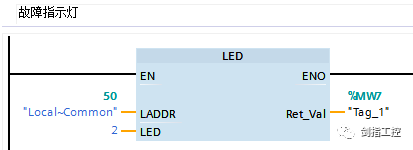 故障指示灯
LED
EN ENO
50 %MW7
"Local~Common" LADDR Ret_Val "Tag_1"
2 LED
剑指工控